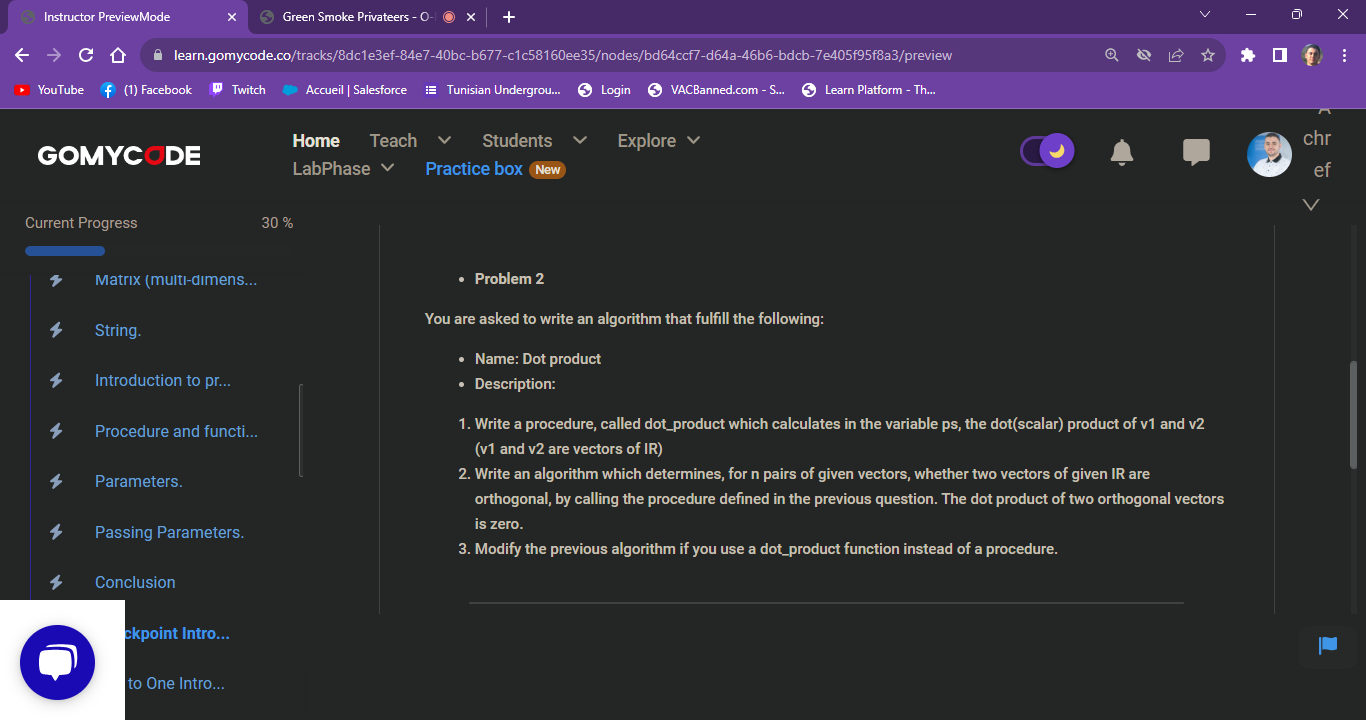 Instructor PreviewMode
Green Smoke Privateers - O-
learn.gomycode.co/tracks/8dc1e3ef-84e7-40bc-b677-c1c58160ee35/nodes/bd64ccf7-d64a-46b6-bdcb-7e405f95f8a3/preview
YouTube (1) Facebook Twitch Accueil | Salesforce Tunisian Undergrou... Login VACBanned.com - S... Learn Platform - Th...
GOMYCODE
Home Teach Students Explore
LabPhase Practice box New
A
chr
ef
Current Progress 30 %
Matrix (multi-dimens...
String.
Introduction to pr...
Procedure and functi...
Parameters.
Passing Parameters.
Conclusion
ckpoint Intro...
to One Intro...
• Problem 2
You are asked to write an algorithm that fulfill the following:
• Name: Dot product
• Description:
1. Write a procedure, called dot_product which calculates in the variable ps, the dot(scalar) product of v1 and v2
(v1 and v2 are vectors of IR)
2. Write an algorithm which determines, for n pairs of given vectors, whether two vectors of given IR are
orthogonal, by calling the procedure defined in the previous question. The dot product of two orthogonal vectors
is zero.
3. Modify the previous algorithm if you use a dot_product function instead of a procedure.